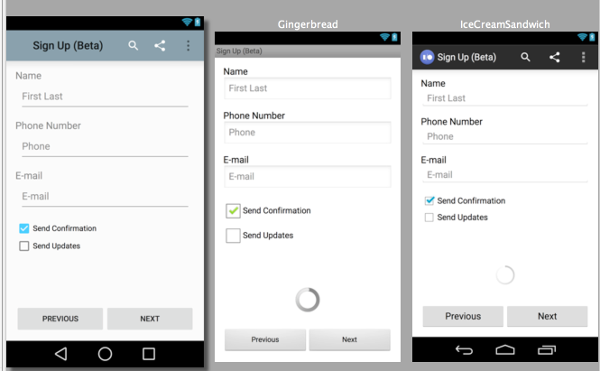 Sign Up (Beta)
Name
First Last
Phone Number
Phone
E-mail
E-mail
Send Confirmation
Send Updates
PREVIOUS
NEXT
Gingerbread
Sign Up (Beta)
Name
First Last
Phone Number
Phone
E-mail
E-mail
Send Confirmation
Send Updates
Previous
Next
IceCreamSandwich
Sign Up (Beta)
Name
First Last
Phone Number
Phone
E-mail
E-mail
Send Confirmation
Send Updates
Previous
Next